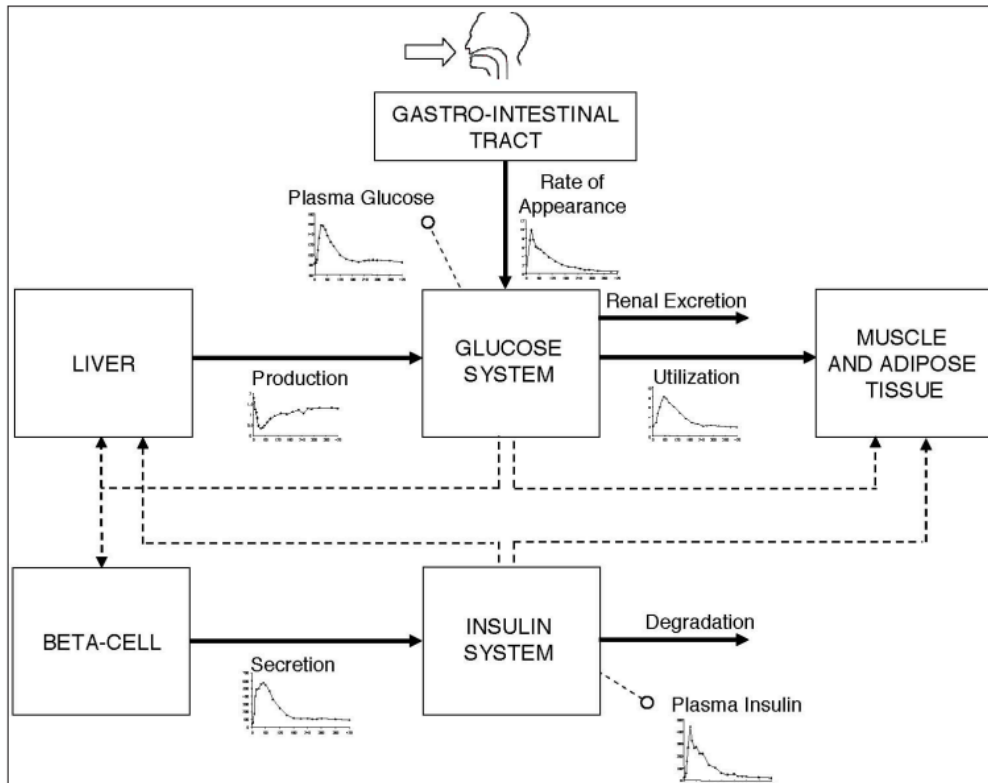 GASTRO-INTESTINAL
TRACT
Plasma Glucose
Rate of
Appearance
Renal Excretion
LIVER
GLUCOSE
SYSTEM
MUSCLE
AND ADIPOSE
TISSUE
Production
Utilization
BETA-CELL
INSULIN
SYSTEM
Degradation
Secretion
Plasma Insulin